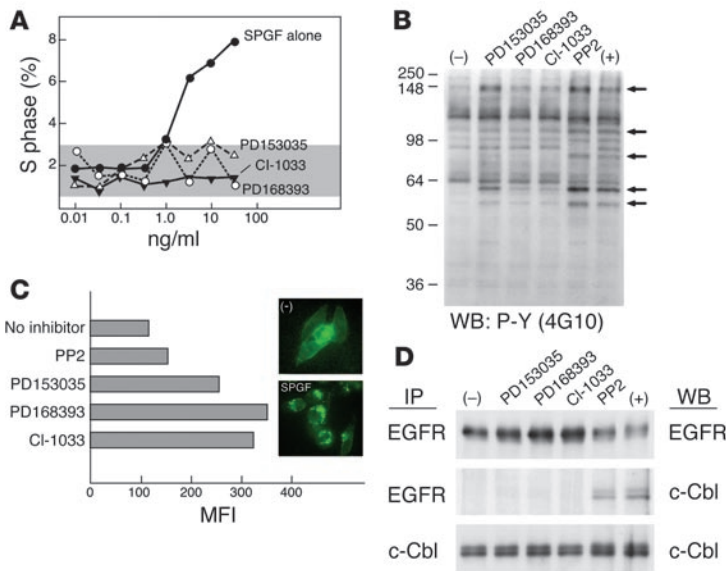 A
SPGF alone
PD153035
CI-1033
PD168393
S phase (%)
8
6
4
2
0.01
0.1
1.0
10
100
ng/ml
B
(-)
PD153035
PD168393
CI-1033
PP2
(+)
250
148
98
64
50
36
WB: P-Y (4G10)
C
No inhibitor
PP2
PD153035
PD168393
CI-1033
0
100
200
300
400
MFI
(-)
SPGF
D
IP
(-)
PD153035
PD168393
CI-1033
PP2
(+)
WB
EGFR
EGFR
EGFR
c-Cbl
c-Cbl
c-Cbl